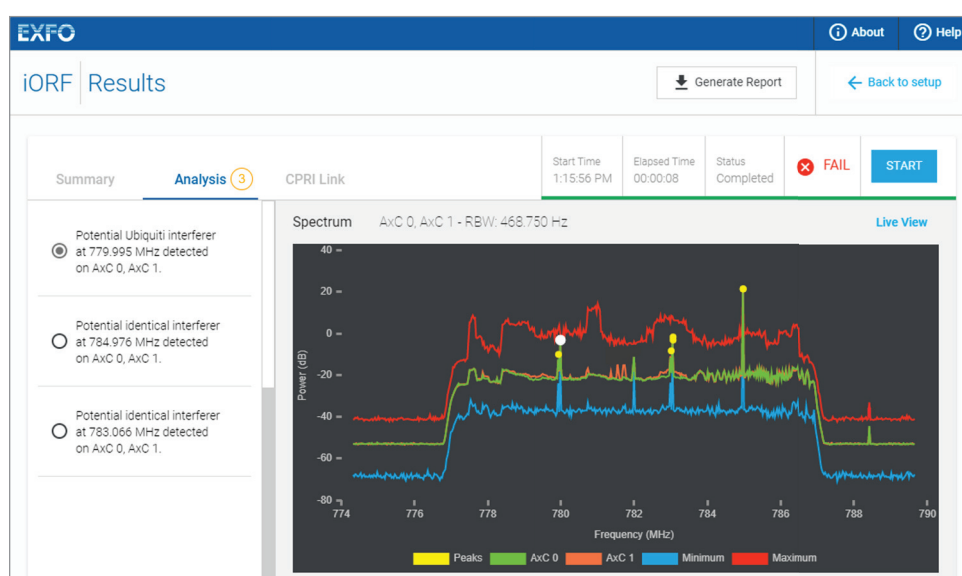 EXFO
About
Help
iORF
Results
Generate Report
Back to setup
Summary
Analysis
3
CPRI Link
Start Time
1:15:56 PM
Elapsed Time
00:00:08
Status
Completed
FAIL
START
Potential Ubiquiti interferer
at 779.995 MHz detected
on AxC 0, AxC 1.
Potential identical interferer
at 784.976 MHz detected
on AxC 0, AxC 1.
Potential identical interferer
at 783.066 MHz detected
on AxC 0, AxC 1.
Spectrum
AxC 0, AxC 1 - RBW: 468.750 Hz
Live View
Power (dB)
40
20
0
-20
-40
-60
-80
774
776
778
780
782
784
786
788
790
Frequency (MHz)
Peaks
AxC 0
AxC 1
Minimum
Maximum